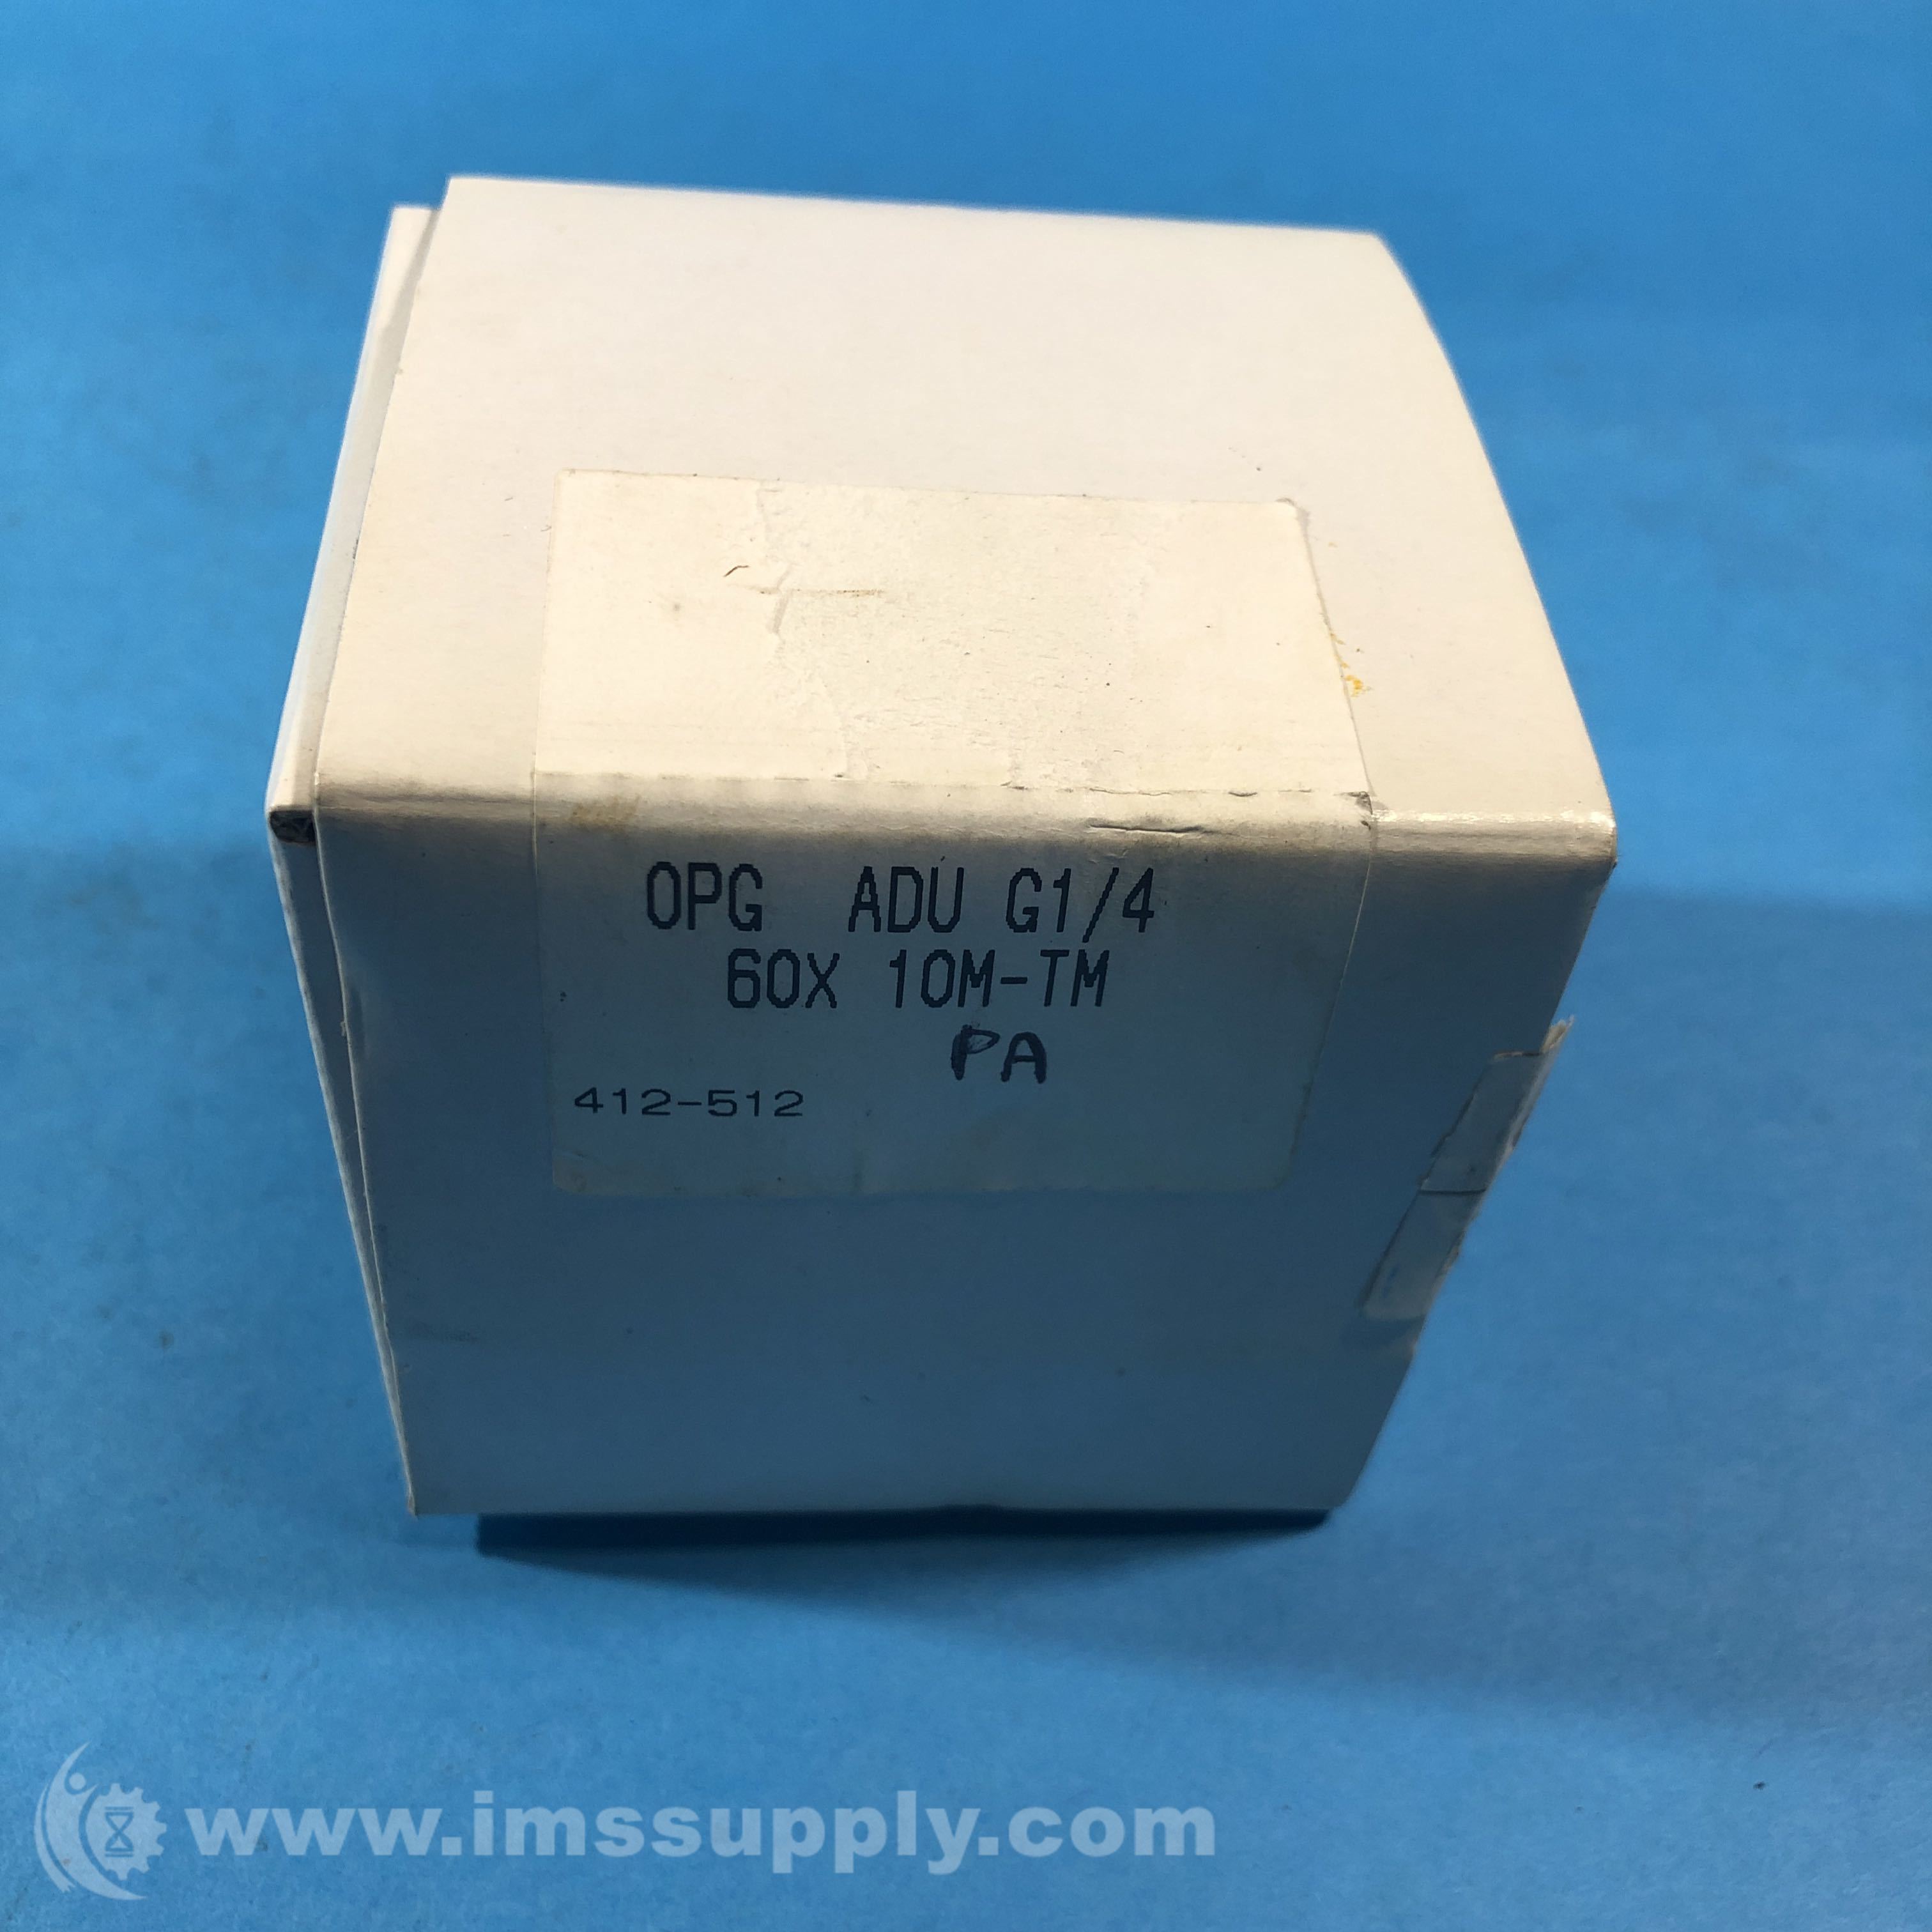 OPG ADU G1/4
60X 10M-TM
PA
412-512
www.imssupply.com